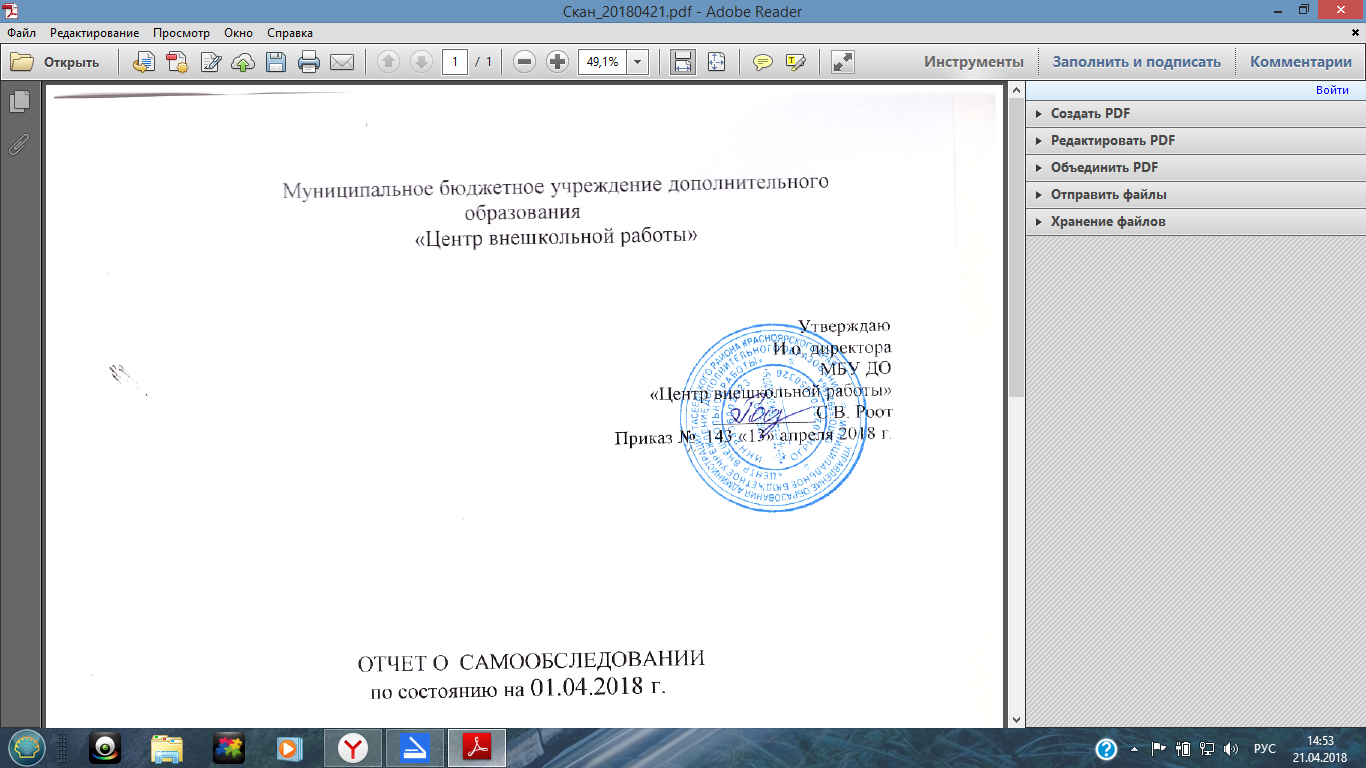 Скан_20180421.pdf - Adobe Reader
Файл Редактирование Просмотр Окно Справка
Открыть 1 / 1 49,1% Инструменты Заполнить и подписать Комментарии
Войти
Создать PDF
Редактировать PDF
Объединить PDF
Отправить файлы
Хранение файлов
Муниципальное бюджетное учреждение дополнительного
образования
«Центр внешкольной работы»
Утверждаю
И.о. директора
МБУ ДО
«Центр внешкольной работы»
С.В. Роот
Приказ № 143 «13» апреля 2018 г.
ОТЧЕТ О САМООБСЛЕДОВАНИИ
по состоянию на 01.04.2018 г.
РУС
14:53
21.04.2018